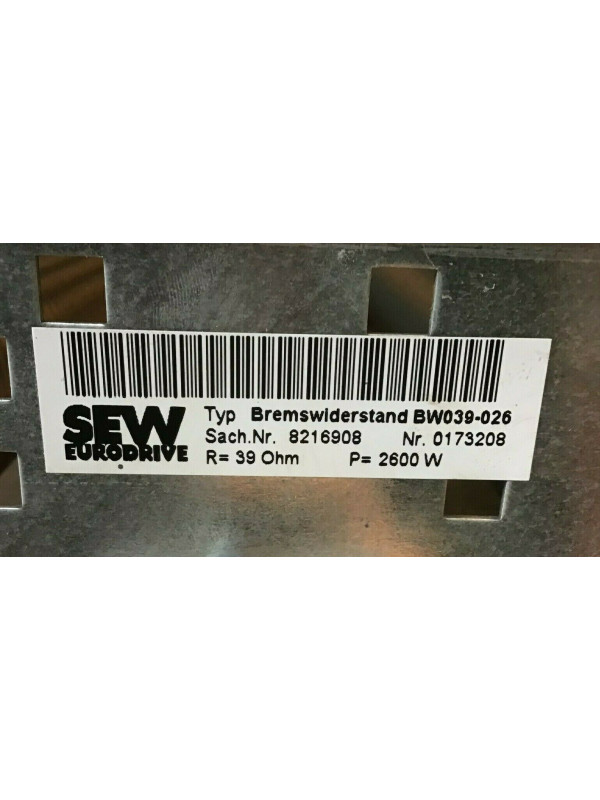 SEW
EURODRIVE
Typ Bremswiderstand BW039-026
Sach.Nr. 8216908 Nr. 0173208
R= 39 Ohm P= 2600 W